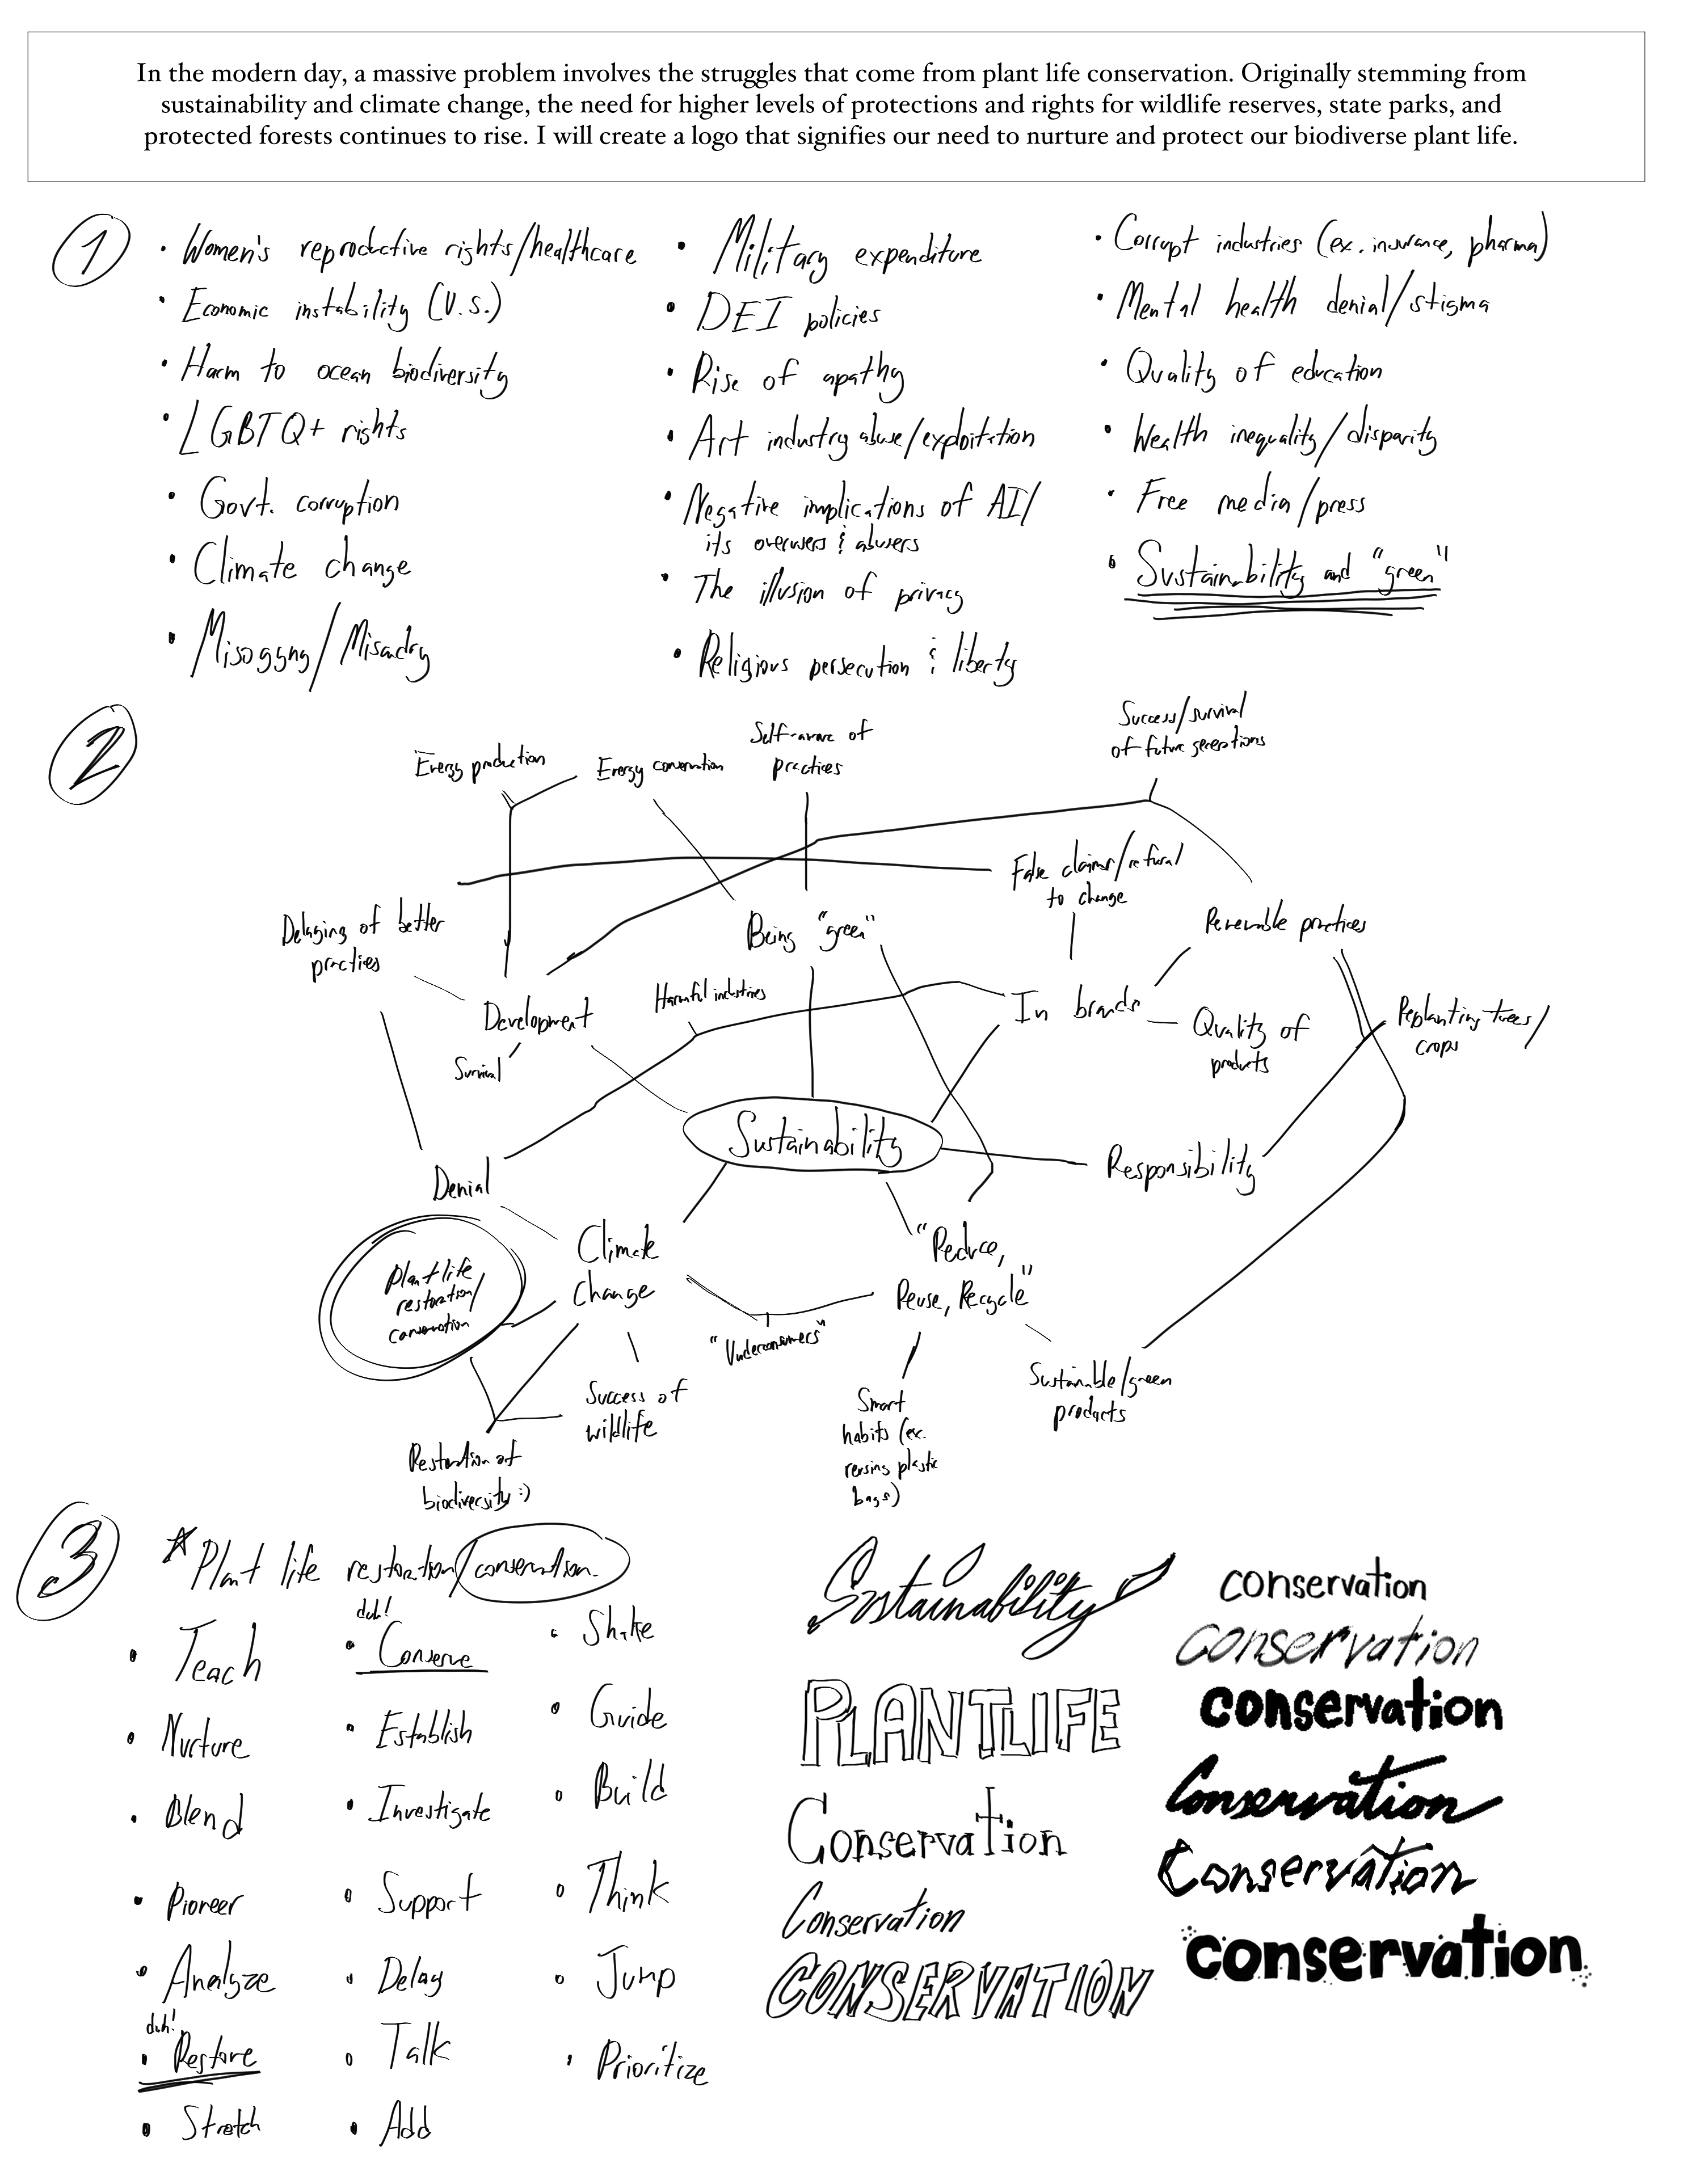 In the modern day, a massive problem involves the struggles that come from plant life conservation. Originally stemming from
sustainability and climate change, the need for higher levels of protections and rights for wildlife reserves, state parks, and
protected forests continues to rise. I will create a logo that signifies our need to nurture and protect our biodiverse plant life.
1
• Women's reproductive rights/healthcare
• Economic instability (U.S.)
• Harm to ocean biodiversity
• LGBTQ+ rights
• Govt. corruption
• Climate change
• Misogyny/Misadry
• Military expenditure
• DEI policies
• Rise of apathy
• Art industry abuse/exploitation
• Negative implications of AI/
its overusers & abusers
• The illusion of privacy
• Religious persecution & liberty
• Corrupt industries (ex. insurance, pharma)
• Mental health denial/stigma
• Quality of education
• Wealth inequality/disparity
• Free media/press
• Sustainability and "green"
2
Energy production
Energy conservation
Self-aware of
practices
Success/survival
of future generations
False claims/refusal
to change
Delaying of better
practices
Being "green"
Renewable practices
Harmful industries
Development
In brands
Quality of
products
Replanting trees/
crops
Survival
Sustainability
Responsibility
Denial
Climate
Change
"Reduce,
Reuse, Recycle"
Plant life
restoration/
conservation
"Underconsumers"
Success of
wildlife
Smart
habits (ex.
reusing plastic
bags)
Sustainable/green
products
Restoration of
biodiversity :)
3
*Plant life restoration/conservation.
• Teach
• Nurture
• Blend
• Pioneer
• Analyze
duh!
• Restore
• Stretch
duh!
• Conserve
• Establish
• Investigate
• Support
• Delay
• Talk
• Add
• Shake
• Guide
• Build
• Think
• Jump
• Prioritize
Sustainability
PLANTLIFE
Conservation
Conservation
CONSERVATION
conservation
conservation
conservation
Conservation
Conservation
conservation